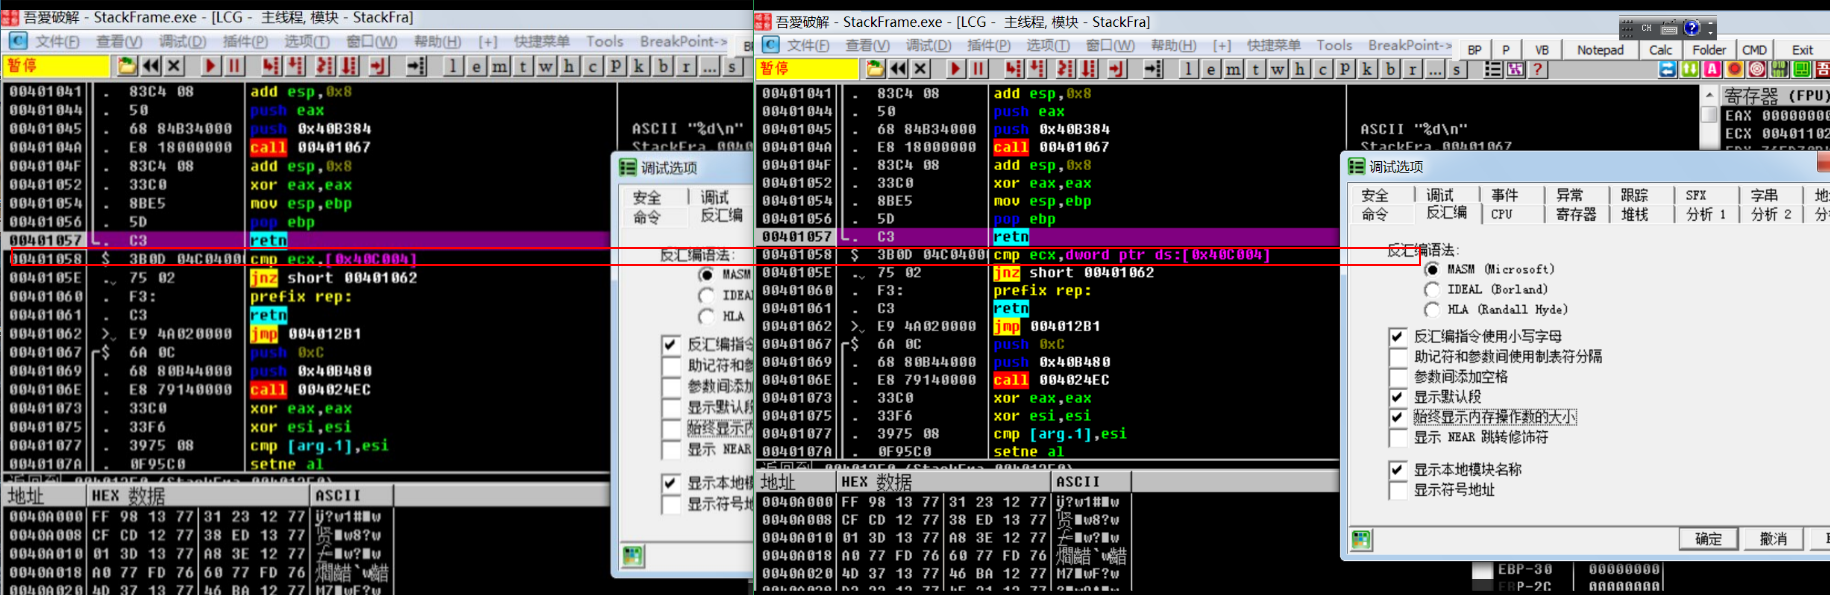 吾愛破解 - StackFrame.exe - [LCG - 主线程, 模块 - StackFra]
文件(F) 查看(V) 调试(D) 插件(P) 选项(T) 窗口(W) 帮助(H) [+] 快捷菜单 Tools BreakPoint->
暂停
l e m t w h c p k b r ... s
00401041 . 83C4 08 add esp,0x8
00401044 . 50 push eax
00401045 . 68 84B34000 push 0x40B384 ASCII "%d\n"
0040104A . E8 18000000 call 00401067 StackFra.00401067
0040104F . 83C4 08 add esp,0x8
00401052 . 33C0 xor eax,eax
00401054 . 8BE5 mov esp,ebp
00401056 . 5D pop ebp
00401057 . C3 retn
00401058 $ 3B0D 04C0400 cmp ecx,[0x40C004]
0040105E . 75 02 jnz short 00401062
00401060 . F3: prefix rep:
00401061 . C3 retn
00401062 > E9 4A020000 jmp 004012B1
00401067 $ 6A 0C push 0xC
00401069 . 68 80B44000 push 0x40B480
0040106E . E8 79140000 call 004024EC
00401073 . 33C0 xor eax,eax
00401075 . 33F6 xor esi,esi
00401077 . 3975 08 cmp [arg.1],esi
0040107A . 0F95C0 setne al
地址 HEX 数据 ASCII
0040A000 FF 98 13 77 31 23 12 77
0040A008 CF CD 12 77 38 ED 13 77
0040A010 01 3D 13 77 A8 3E 12 77
0040A018 A0 77 FD 76 60 77 FD 76
0040A020 4D 37 13 77 46 BA 12 77
调试选项
安全 调试
命令 反汇编
反汇编语法:
MASM
IDEA
HLA
反汇编指令
助记符和参
参数间添加
显示默认段
始终显示内
显示 NEAR
显示本地模
显示符号地
吾愛破解 - StackFrame.exe - [LCG - 主线程, 模块 - StackFra]
CH
文件(F) 查看(V) 调试(D) 插件(P) 选项(T) 窗口(W) 帮助(H) [+] 快捷菜单 Tools BreakPoint->
BP P VB Notepad Calc Folder CMD Exit
暂停
l e m t w h c p k b r ... s
00401041 . 83C4 08 add esp,0x8
00401044 . 50 push eax
00401045 . 68 84B34000 push 0x40B384 ASCII "%d\n"
0040104A . E8 18000000 call 00401067 StackFra.00401067
0040104F . 83C4 08 add esp,0x8
00401052 . 33C0 xor eax,eax
00401054 . 8BE5 mov esp,ebp
00401056 . 5D pop ebp
00401057 . C3 retn
00401058 $ 3B0D 04C0400 cmp ecx,dword ptr ds:[0x40C004]
0040105E . 75 02 jnz short 00401062
00401060 . F3: prefix rep:
00401061 . C3 retn
00401062 > E9 4A020000 jmp 004012B1
00401067 $ 6A 0C push 0xC
00401069 . 68 80B44000 push 0x40B480
0040106E . E8 79140000 call 004024EC
00401073 . 33C0 xor eax,eax
00401075 . 33F6 xor esi,esi
00401077 . 3975 08 cmp [arg.1],esi
0040107A . 0F95C0 setne al
地址 HEX 数据 ASCII
0040A000 FF 98 13 77 31 23 12 77
0040A008 CF CD 12 77 38 ED 13 77
0040A010 01 3D 13 77 A8 3E 12 77
0040A018 A0 77 FD 76 60 77 FD 76
0040A020 4D 37 13 77 46 BA 12 77
寄存器 (FPU)
EAX 00000000
ECX 00401102
调试选项
安全 调试 事件 异常 跟踪 SFX 字串
命令 反汇编 CPU 寄存器 堆栈 分析 1 分析 2
反汇编语法:
MASM (Microsoft)
IDEAL (Borland)
HLA (Randall Hyde)
反汇编指令使用小写字母
助记符和参数间使用制表符分隔
参数间添加空格
显示默认段
始终显示内存操作数的大小
显示 NEAR 跳转修饰符
显示本地模块名称
显示符号地址
确定 撤消
EBP-30 00000000
EBP-2C 00000000